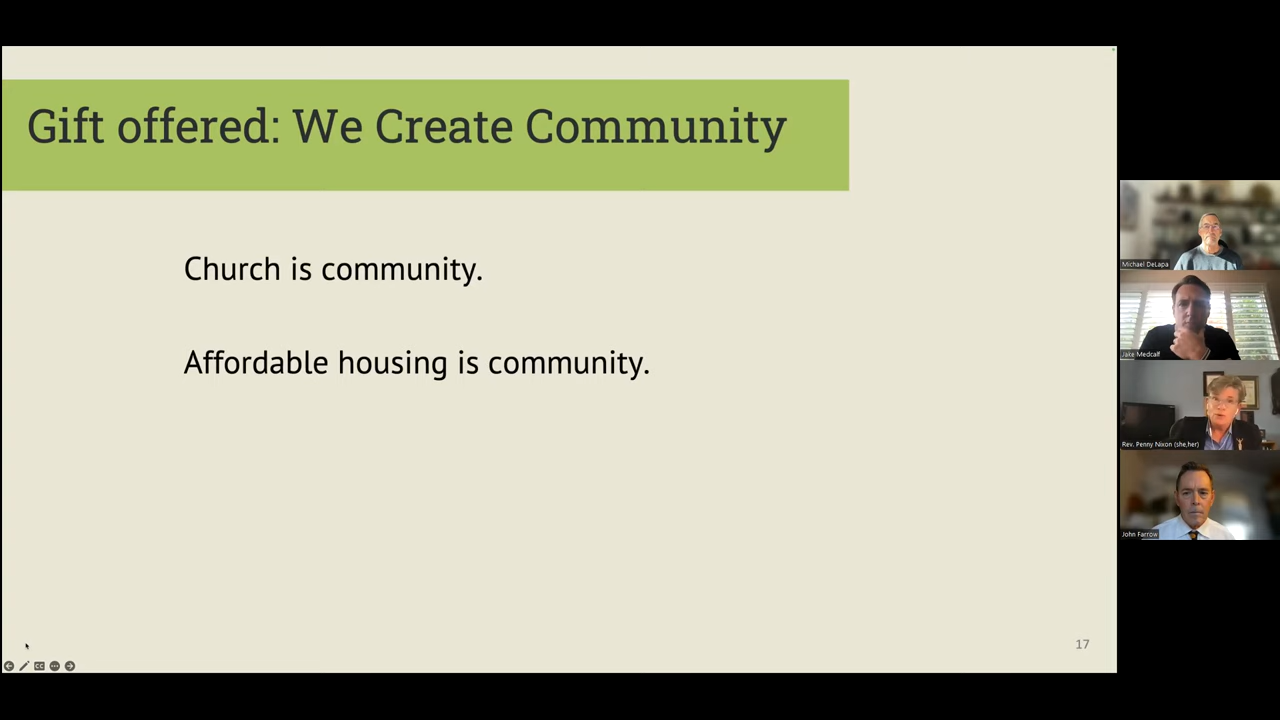 Gift offered: We Create Community
Church is community.
Affordable housing is community.
17
Michael DeLapa
Jake Medcalf
Rev. Penny Nixon (she,her)
John Farrow
CC